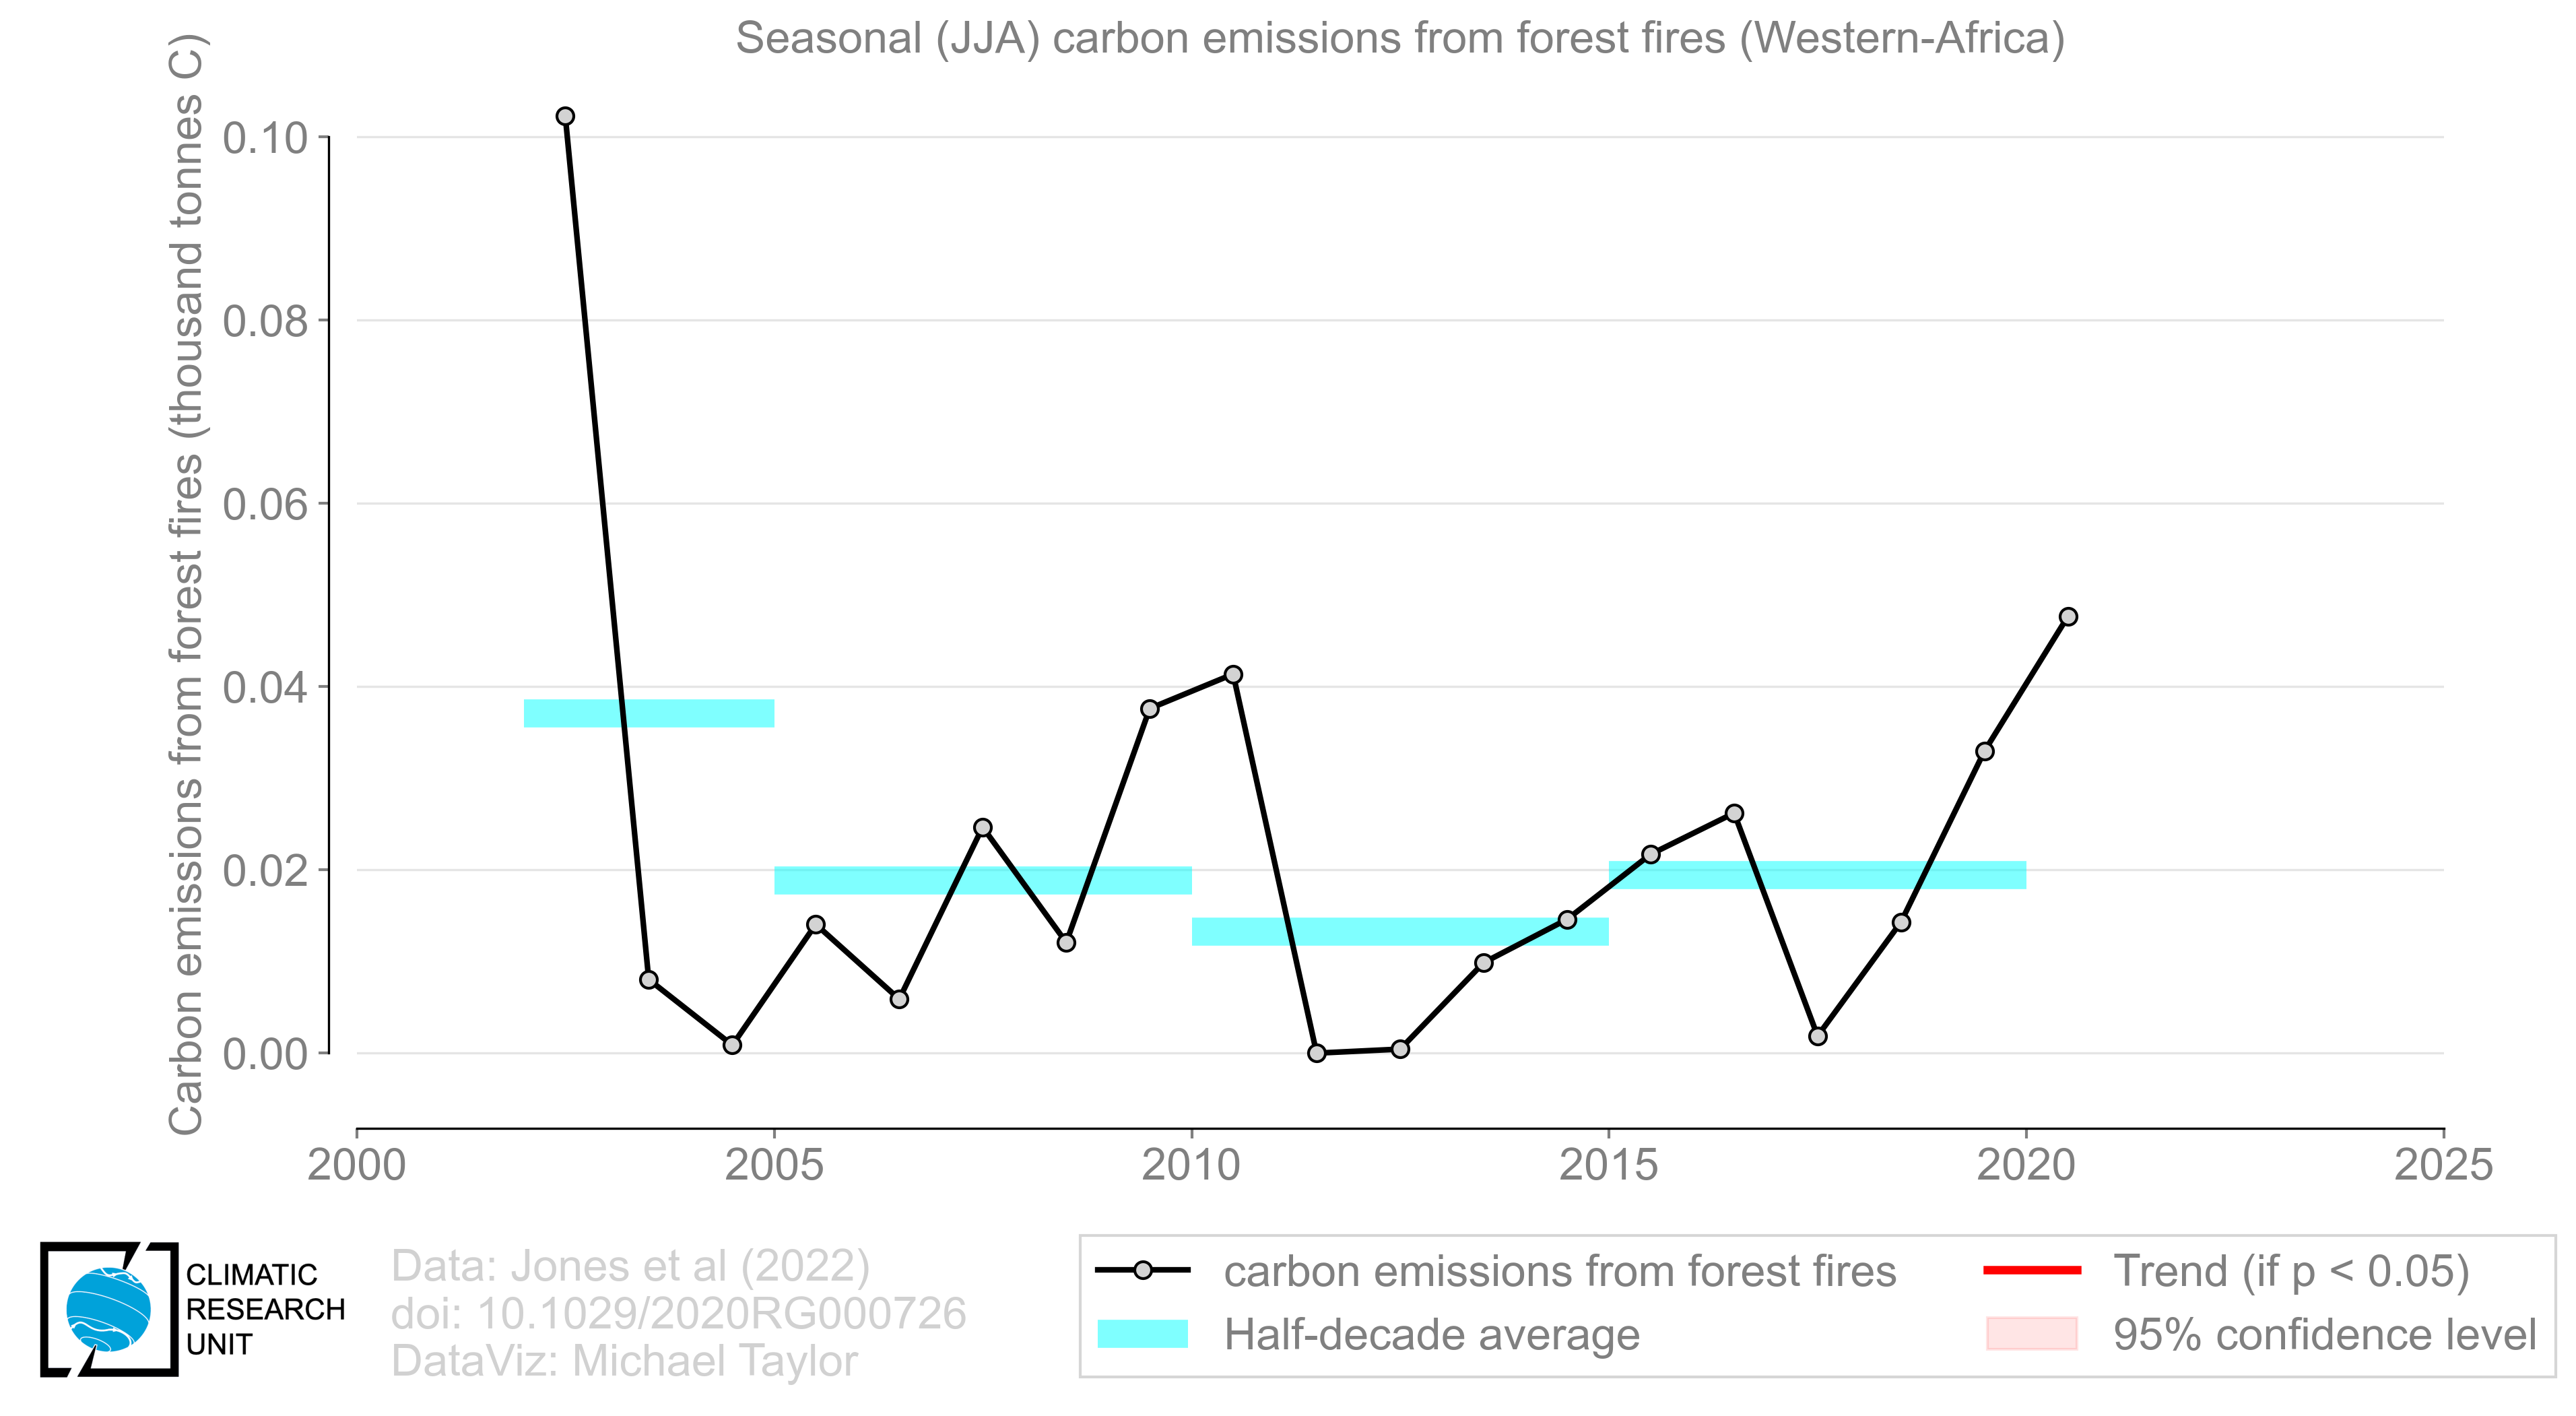 Seasonal (JJA) carbon emissions from forest fires (Western-Africa)
Carbon emissions from forest fires (thousand tonnes C)
0.10
0.08
0.06
0.04
0.02
0.00
2000
2005
2010
2015
2020
2025
CLIMATIC
RESEARCH
UNIT
Data: Jones et al (2022)
doi: 10.1029/2020RG000726
DataViz: Michael Taylor
carbon emissions from forest fires
Half-decade average
Trend (if p < 0.05)
95% confidence level